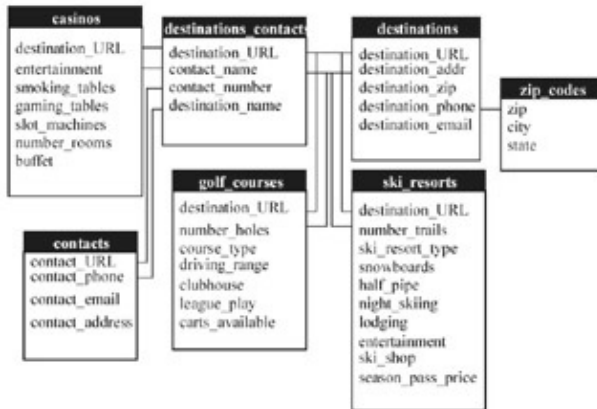 casinos
destination_URL
entertainment
smoking_tables
gaming_tables
slot_machines
number_rooms
buffet
destinations_contacts
destination_URL
contact_name
contact_number
destination_name
destinations
destination_URL
destination_addr
destination_zip
destination_phone
destination_email
zip_codes
zip
city
state
contacts
contact_URL
contact_phone
contact_email
contact_address
golf_courses
destination_URL
number_holes
course_type
driving_range
clubhouse
league_play
carts_available
ski_resorts
destination_URL
number_trails
ski_resort_type
snowboards
half_pipe
night_skiing
lodging
entertainment
ski_shop
season_pass_price